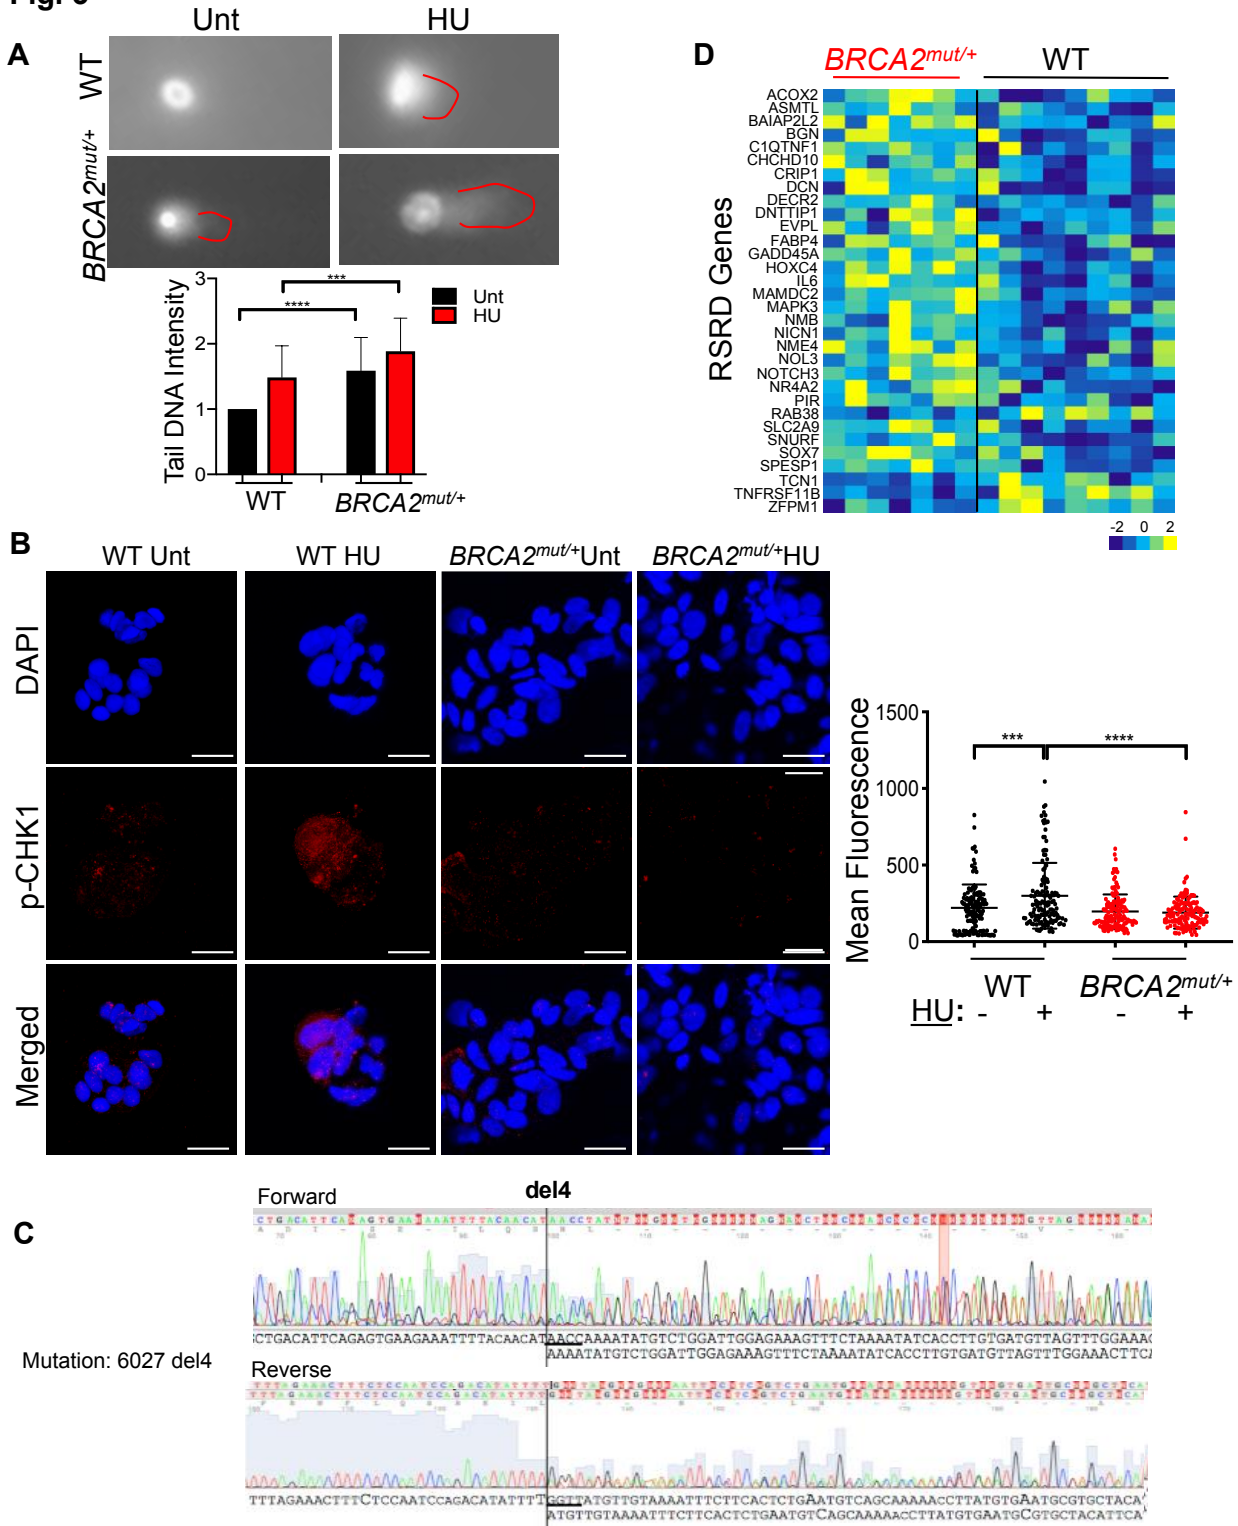 A
Unt
HU
WT
BRCA2mut/+
Tail DNA Intensity
3
2
1
0
***
****
Unt
HU
WT
BRCA2mut/+
D
BRCA2mut/+
WT
RSRD Genes
ACOX2
ASMTL
BAIAP2L2
BGN
C1QTNF1
CHCHD10
CRIP1
DCN
DECR2
DNTTIP1
EVPL
FABP4
GADD45A
HOXC4
IL6
MAMDC2
MAPK3
NMB
NICN1
NME4
NOL3
NOTCH3
NR4A2
PIR
RAB38
SLC2A9
SNURF
SOX7
SPESP1
TCN1
TNFRSF11B
ZFPM1
-2 0 2
B
WT Unt
WT HU
BRCA2mut/+Unt
BRCA2mut/+HU
DAPI
p-CHK1
Merged
Mean Fluorescence
1500
1000
500
0
***
****
WT
BRCA2mut/+
HU: - + - +
C
Forward
del4
CTGACATTCAGAGTGAAGAAATTTTACAACATAACCAAAATATGTCTGGATTGGAGAAAGTTTCTAAAATATCACCTTGTGATGTTAGTTTGGAAAC
AAAATATGTCTGGATTGGAGAAAGTTTCTAAAATATCACCTTGTGATGTTAGTTTGGAAACTTCA
Mutation: 6027 del4
Reverse
TTTAGAAACTTTCTCCAATCCAGACATATTTTGGTTATGTTGTAAAATTTCTTCACTCTGAATGTCAGCAAAAACCTTATGTGAATGCGTGCTACA
ATGTTGTAAAATTTCTTCACTCTGAATGTCAGCAAAAACCTTATGTGAATGCGTGCTACATTCA